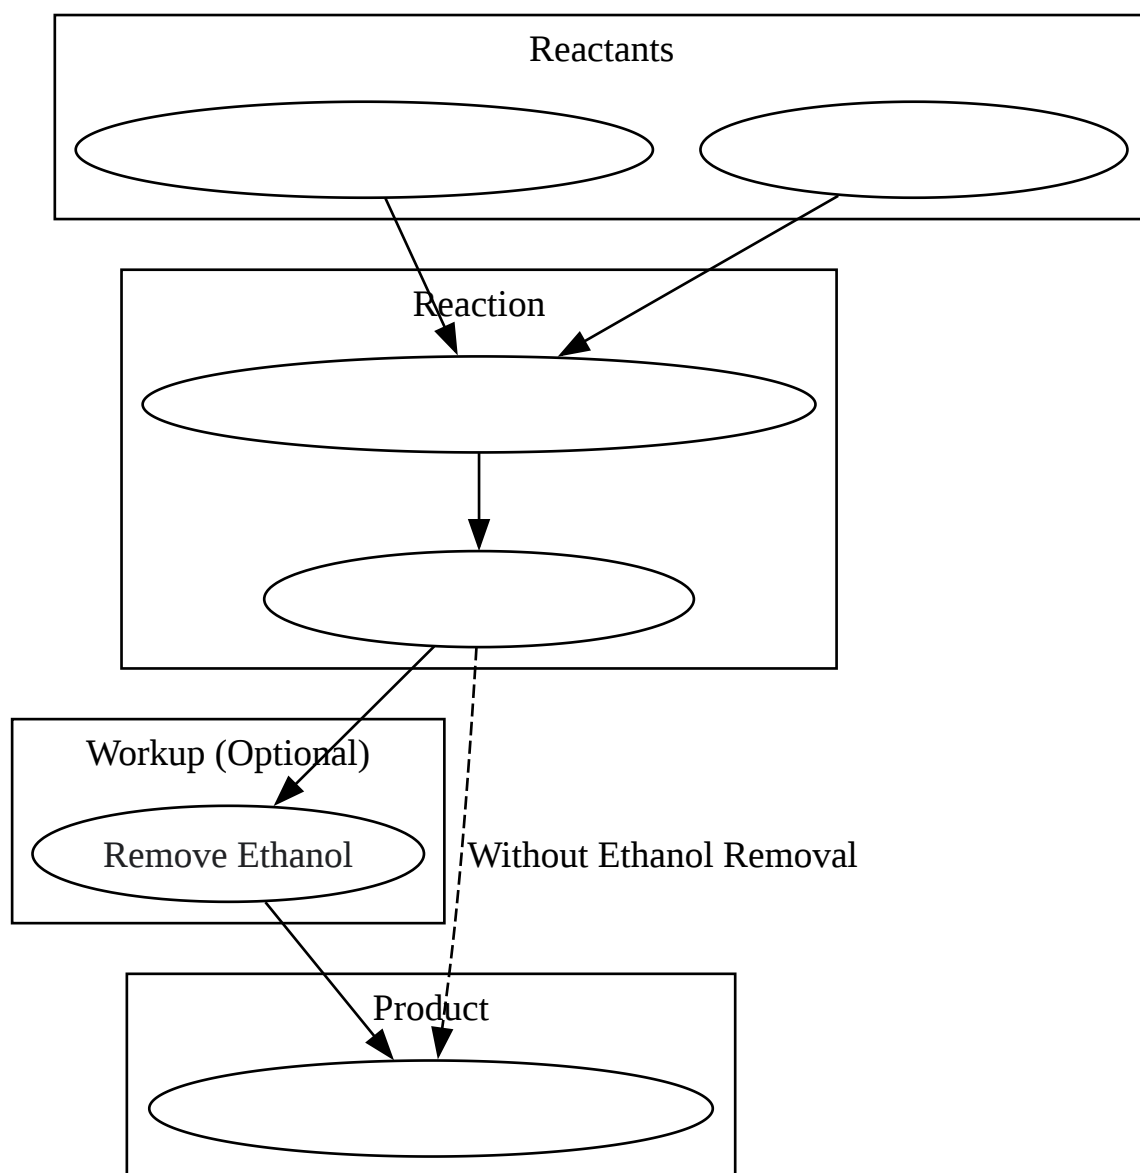 Reactants
Reaction
Workup (Optional)
Remove Ethanol
Without Ethanol Removal
Product